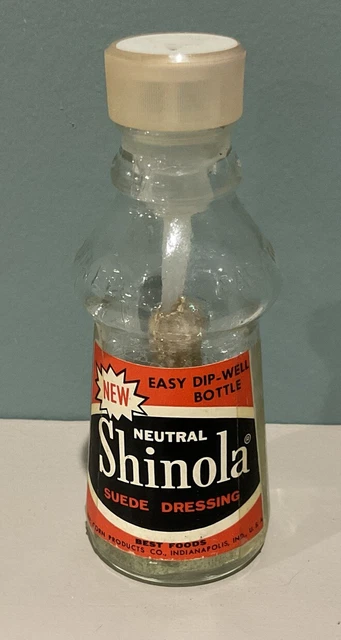 NEW
EASY DIP-WELL
BOTTLE
NEUTRAL
Shinola®
SUEDE DRESSING
BEST FOODS
CORN PRODUCTS CO., INDIANAPOLIS, IND., U.S.A.